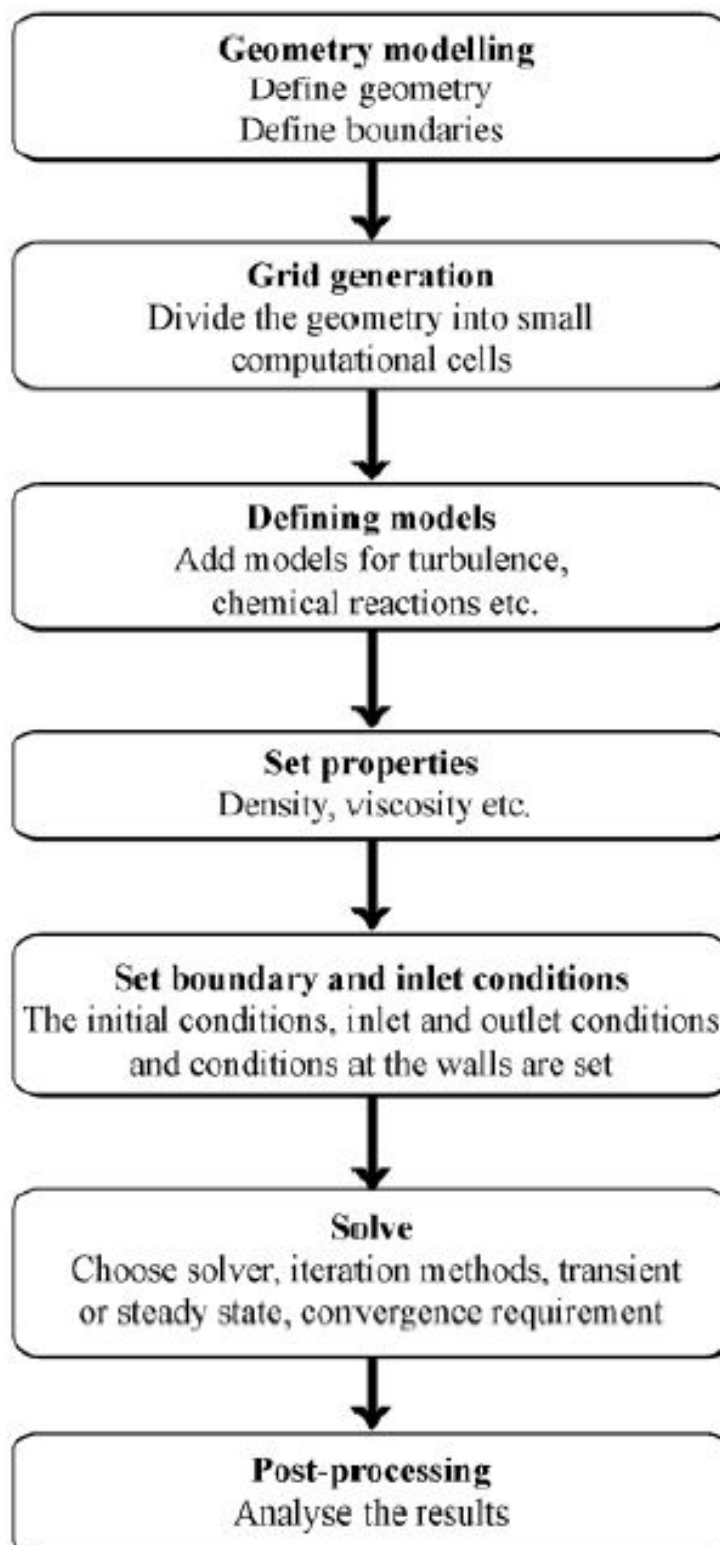 Geometry modelling
Define geometry
Define boundaries
Grid generation
Divide the geometry into small
computational cells
Defining models
Add models for turbulence,
chemical reactions etc.
Set properties
Density, viscosity etc.
Set boundary and inlet conditions
The initial conditions, inlet and outlet conditions
and conditions at the walls are set
Solve
Choose solver, iteration methods, transient
or steady state, convergence requirement
Post-processing
Analyse the results